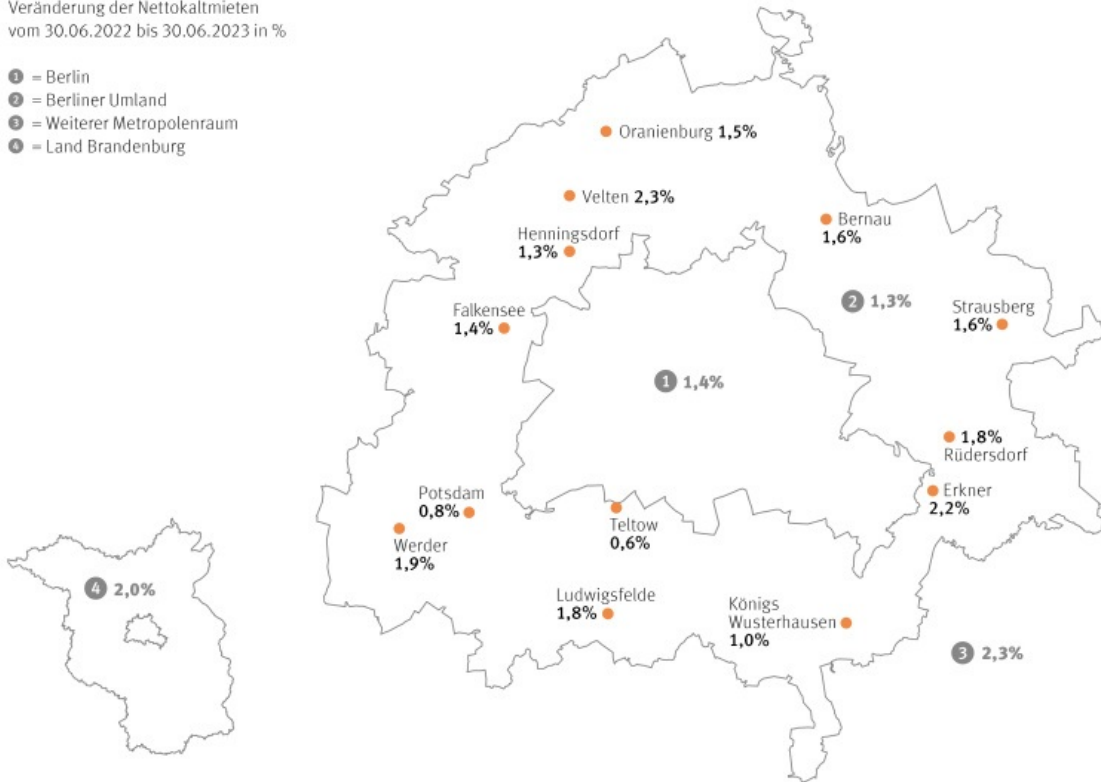 Veränderung der Nettokaltmieten
vom 30.06.2022 bis 30.06.2023 in %
1 = Berlin
2 = Berliner Umland
3 = Weiterer Metropolenraum
4 = Land Brandenburg
Oranienburg 1,5%
Velten 2,3%
Henningsdorf
1,3%
Bernau
1,6%
2 1,3%
Falkensee
1,4%
Strausberg
1,6%
1 1,4%
1,8%
Rüdersdorf
Potsdam
0,8%
Erkner
2,2%
Werder
1,9%
Teltow
0,6%
4 2,0%
Ludwigsfelde
1,8%
Königs
Wusterhausen
1,0%
3 2,3%